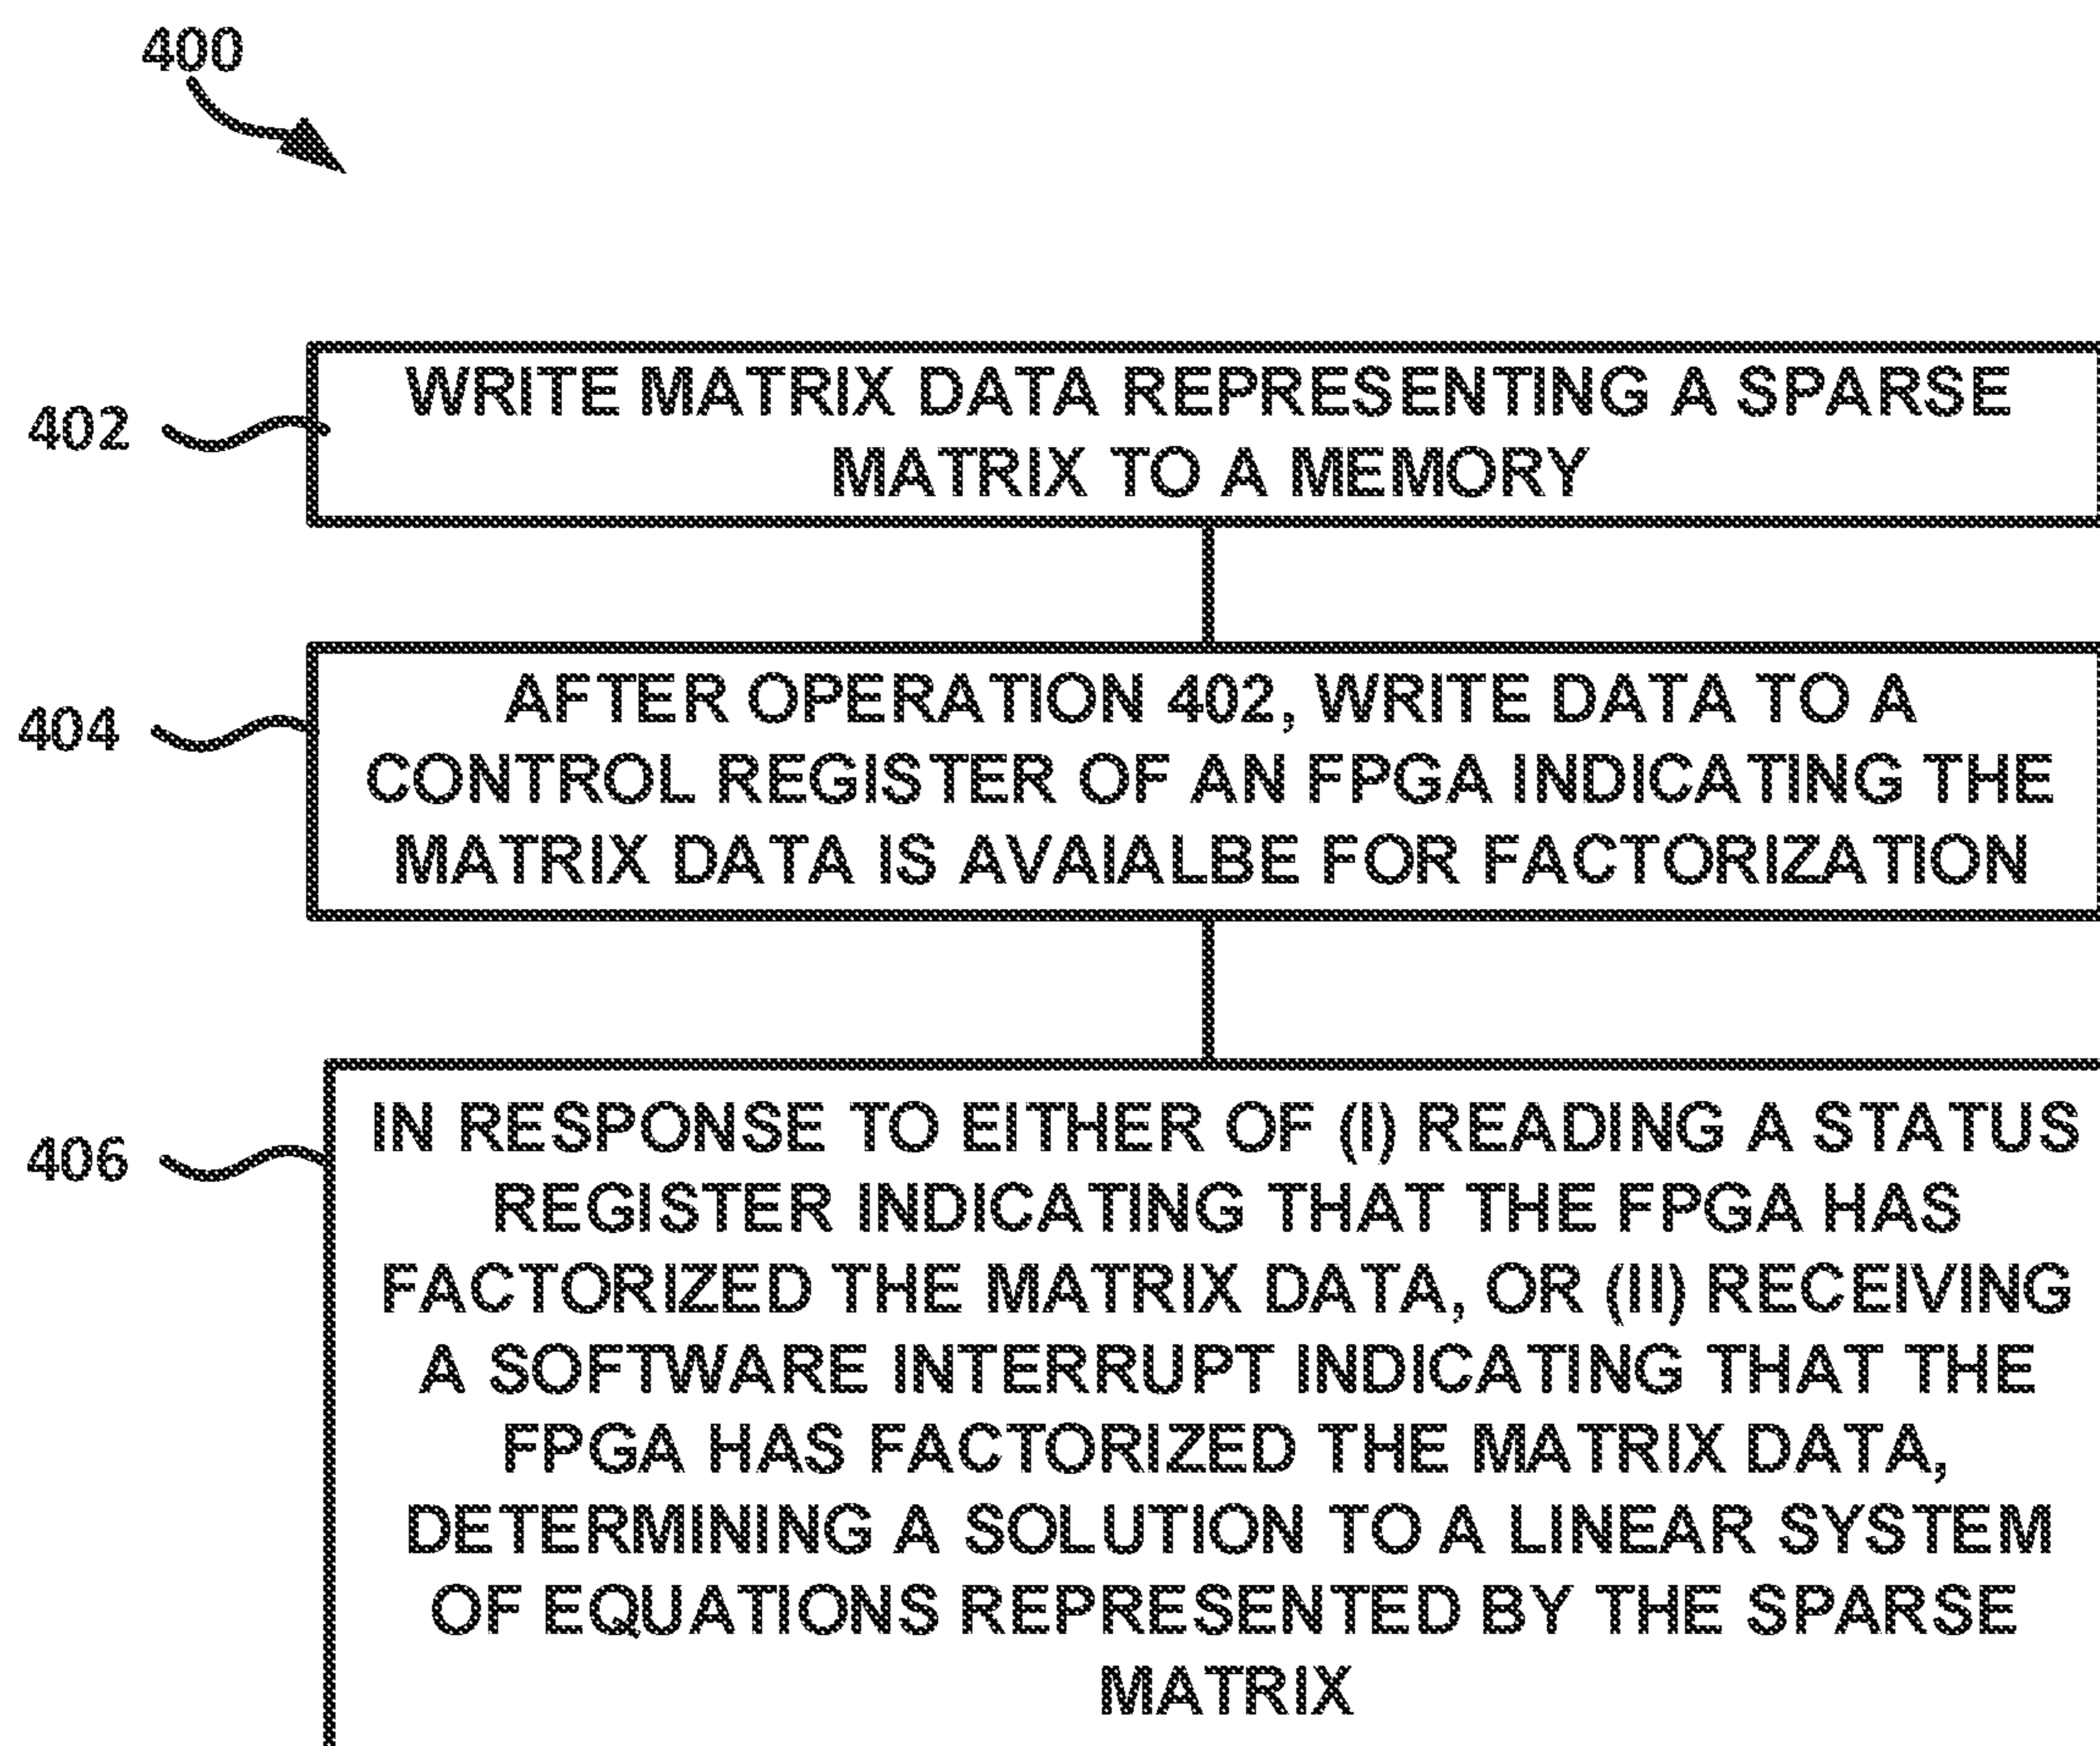 400
402
WRITE MATRIX DATA REPRESENTING A SPARSE
MATRIX TO A MEMORY
404
AFTER OPERATION 402, WRITE DATA TO A
CONTROL REGISTER OF AN FPGA INDICATING THE
MATRIX DATA IS AVAIALBE FOR FACTORIZATION
406
IN RESPONSE TO EITHER OF (I) READING A STATUS
REGISTER INDICATING THAT THE FPGA HAS
FACTORIZED THE MATRIX DATA, OR (II) RECEIVING
A SOFTWARE INTERRUPT INDICATING THAT THE
FPGA HAS FACTORIZED THE MATRIX DATA,
DETERMINING A SOLUTION TO A LINEAR SYSTEM
OF EQUATIONS REPRESENTED BY THE SPARSE
MATRIX